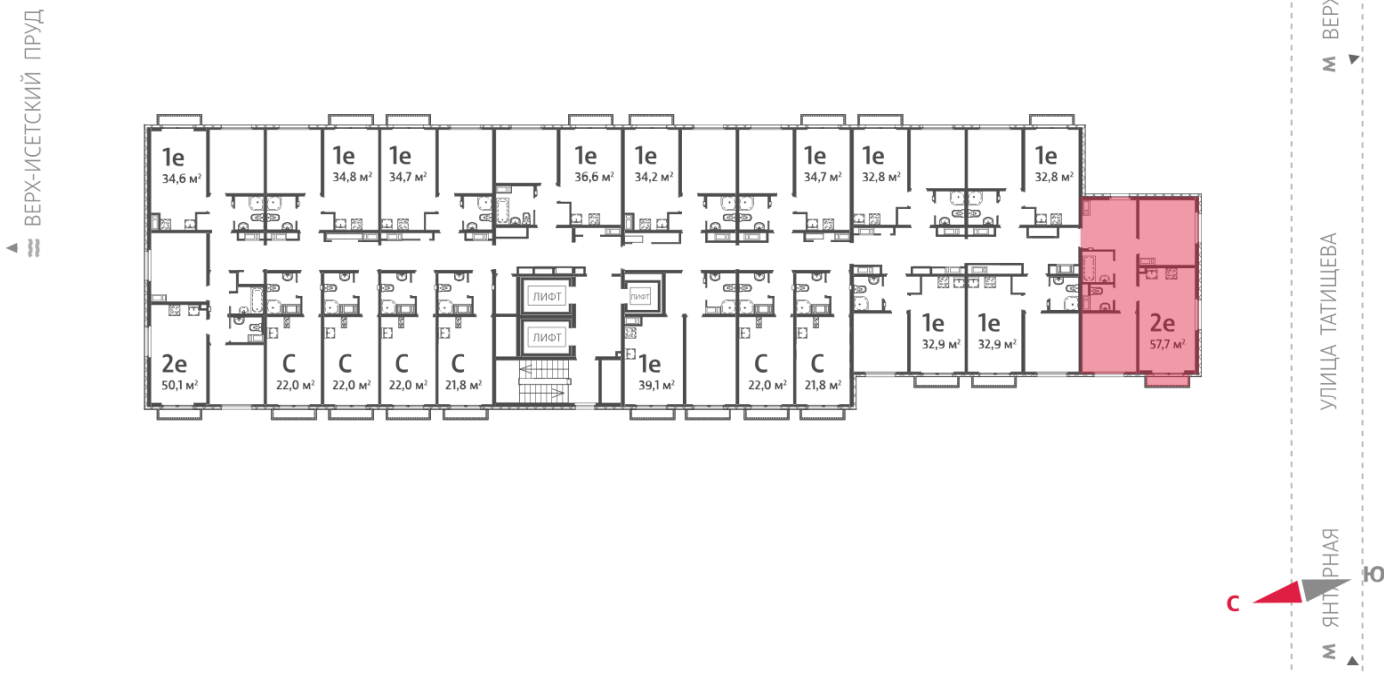 ≈ ВЕРХ-ИСЕТСКИЙ ПРУД
1е
34,6 м²
1е
34,8 м²
1е
34,7 м²
1е
36,6 м²
1е
34,2 м²
1е
34,7 м²
1е
32,8 м²
1е
32,8 м²
ЛИФТ
ЛИФТ
ЛИФТ
2е
50,1 м²
С
22,0 м²
С
22,0 м²
С
22,0 м²
С
21,8 м²
1е
39,1 м²
С
22,0 м²
С
21,8 м²
1е
32,9 м²
1е
32,9 м²
2е
57,7 м²
М ВЕРХ
УЛИЦА ТАТИЩЕВА
М ЯНТАРНАЯ
С
Ю